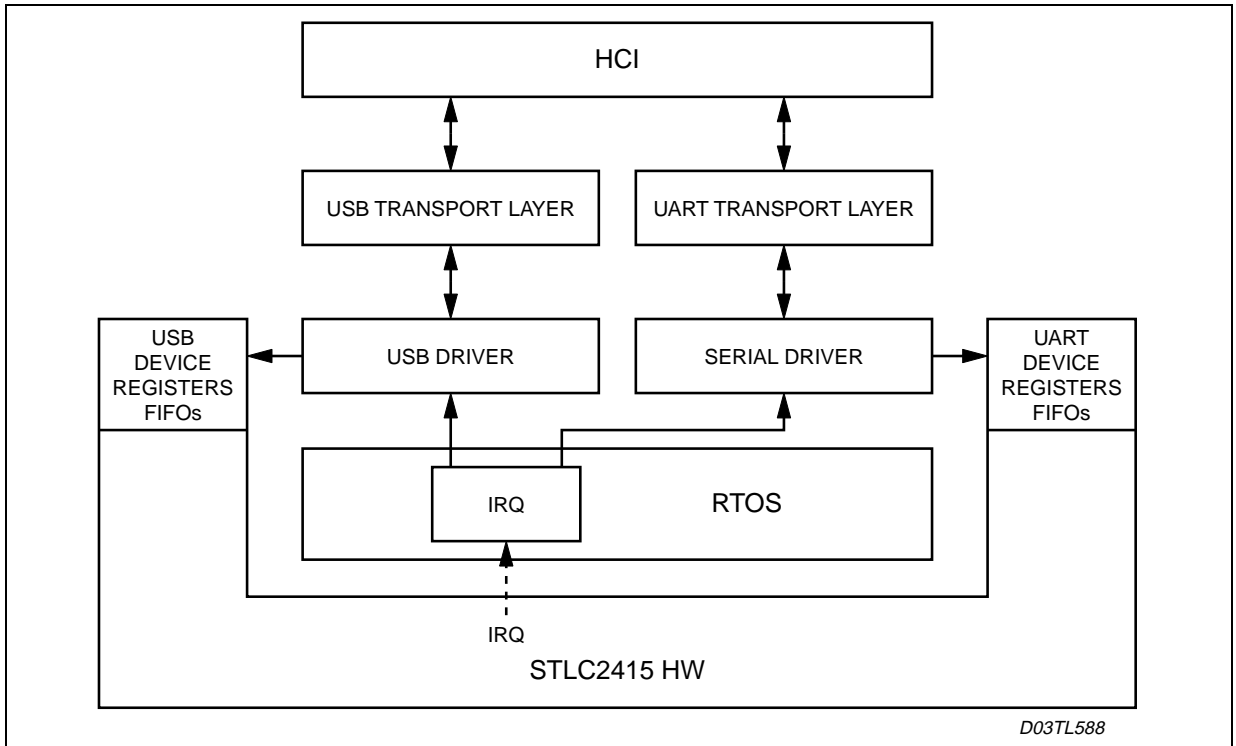 HCI
USB TRANSPORT LAYER
UART TRANSPORT LAYER
USB
DEVICE
REGISTERS
FIFOs
USB DRIVER
SERIAL DRIVER
UART
DEVICE
REGISTERS
FIFOs
IRQ
RTOS
IRQ
STLC2415 HW
D03TL588